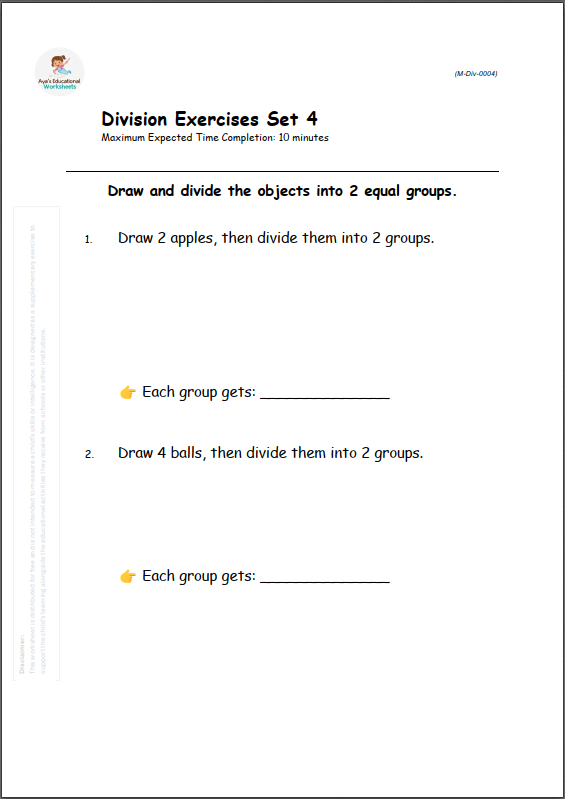 Aya's Educational
Worksheets
(M-Div-0004)
Division Exercises Set 4
Maximum Expected Time Completion: 10 minutes
Draw and divide the objects into 2 equal groups.
1. Draw 2 apples, then divide them into 2 groups.
👉 Each group gets: _______________
2. Draw 4 balls, then divide them into 2 groups.
👉 Each group gets: _______________
Disclaimer:
This worksheet is distributed for free and is not intended to measure a child's skills or intelligence. It is designed as a supplementary exercise to
support the child's learning alongside the educational activities they receive from schools or other institutions.